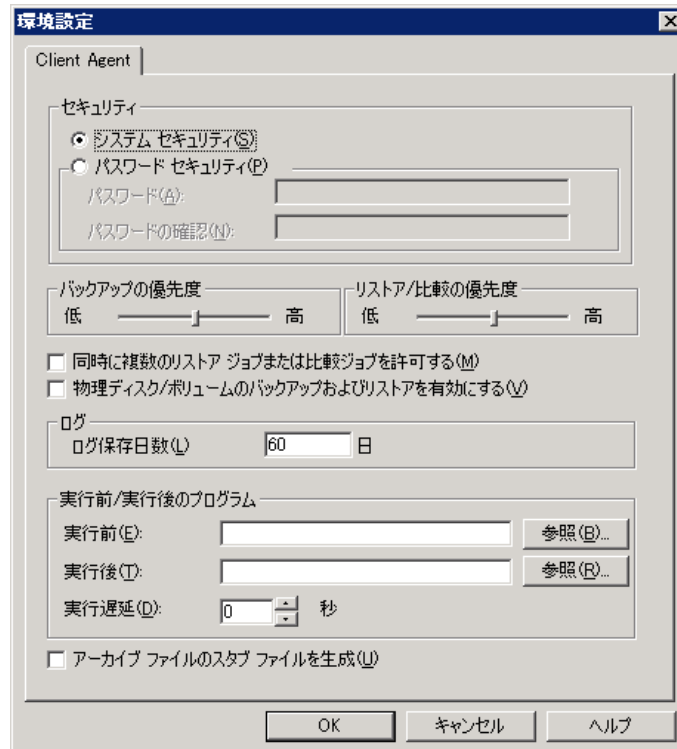 環境設定
Client Agent
セキュリティ
システム セキュリティ(S)
パスワード セキュリティ(P)
パスワード(A):
パスワードの確認(N):
バックアップの優先度
低 高
リストア/比較の優先度
低 高
同時に複数のリストア ジョブまたは比較ジョブを許可する(M)
物理ディスク/ボリュームのバックアップおよびリストアを有効にする(V)
ログ
ログ保存日数(L) 60 日
実行前/実行後のプログラム
実行前(E): 参照(B)...
実行後(T): 参照(R)...
実行遅延(D): 0 秒
アーカイブ ファイルのスタブ ファイルを生成(U)
OK キャンセル ヘルプ